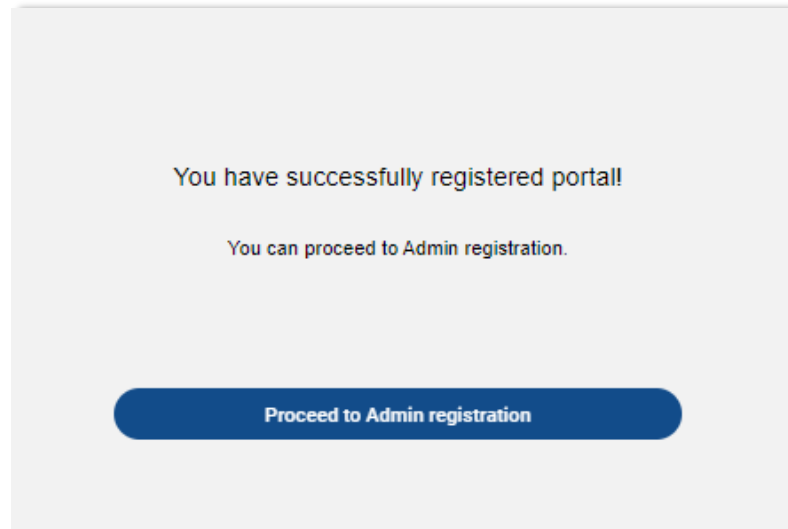 You have successfully registered portal!
You can proceed to Admin registration.
Proceed to Admin registration